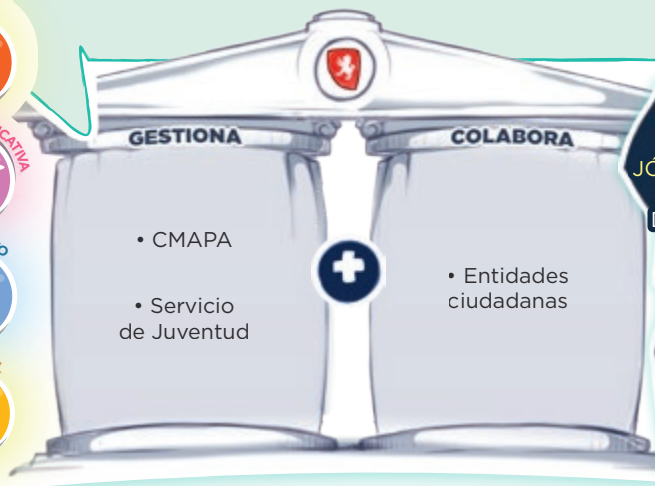 GESTIONA
• CMAPA
• Servicio
de Juventud
COLABORA
• Entidades
ciudadanas